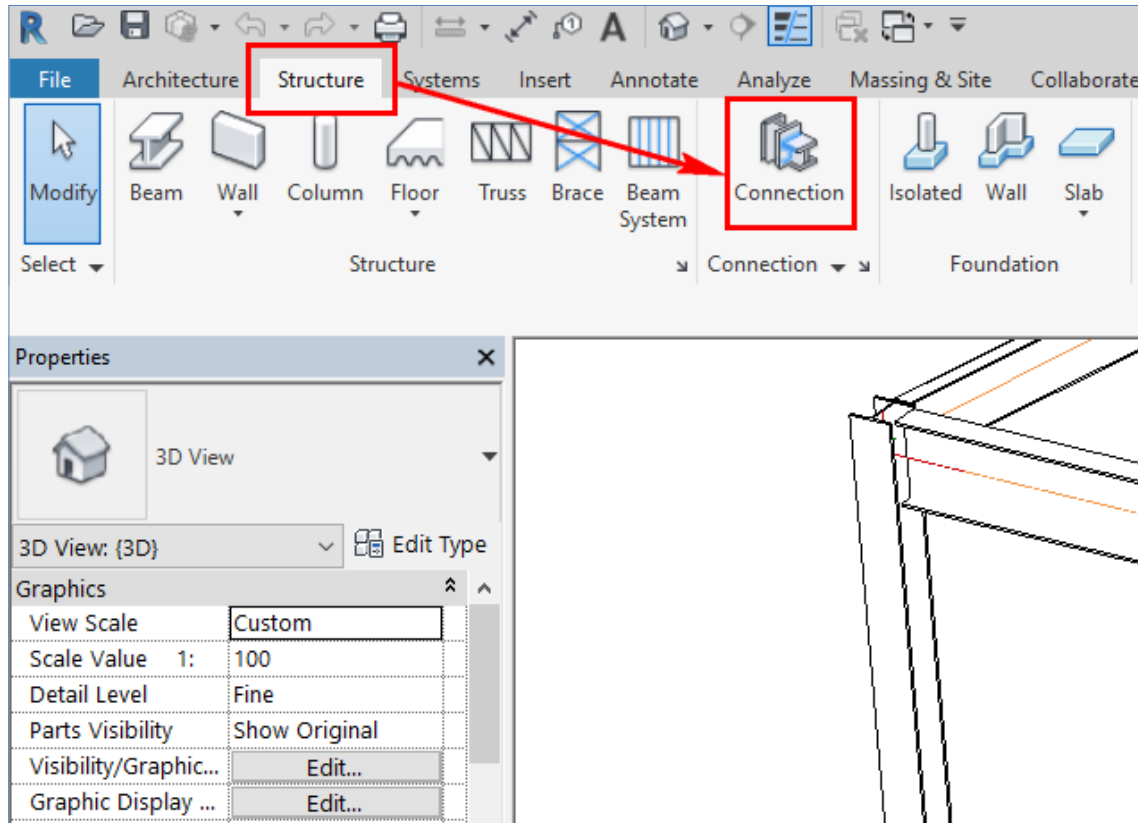 File Architecture Structure Systems Insert Annotate Analyze Massing & Site Collaborate
Modify Beam Wall Column Floor Truss Brace Beam System Connection Isolated Wall Slab
Select Structure Connection Foundation
Properties
3D View
3D View: {3D} Edit Type
Graphics
View Scale Custom
Scale Value 1: 100
Detail Level Fine
Parts Visibility Show Original
Visibility/Graphic... Edit...
Graphic Display ... Edit...